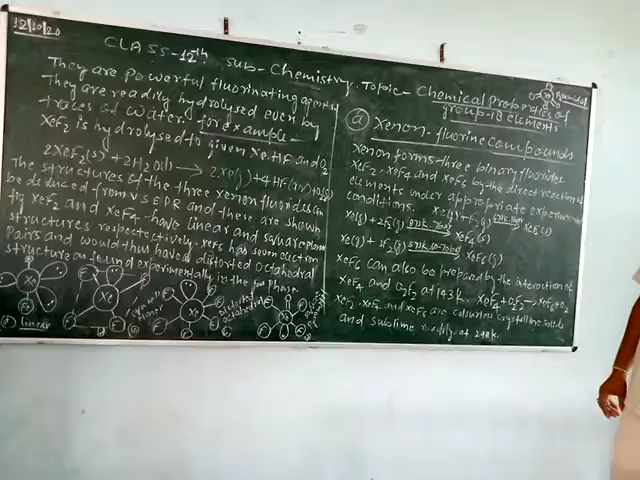 12/10/20
CLASS-12th Sub-Chemistry. Topic- Chemical Properties of
group-18 elements
They are powerful fluorinating agents
They are readily hydrolysed even by
traces of water. for example-
XeF2 is hydrolysed to given Xe, HF and O2
2XeF2(s) + 2H2O(l) → 2Xe(g) + 4HF(aq) + O2(g)
The structures of the three xenon fluorides can
be deduced from VSEPR and these are shown
fig XeF2 and XeF4 have linear and square planar
structures respectively. XeF6 has seven electron
Pairs and would thus have a distorted octahedral
structure as found experimentally in the gas phase.
(a) Xenon-fluorine compounds
Xenon forms three binary fluorides
XeF2, XeF4 and XeF6 by the direct reaction
elements under appropriate experimental
conditions. Xe(g) + F2(g) → XeF2(s)
Xe(g) + 2F2(g) → XeF4(s)
Xe(g) + 3F2(g) → XeF6(s)
XeF6 can also be prepared by the interaction of
XeF4 and O2F2 at 143K. XeF4 + O2F2 → XeF6 + O2
XeF2, XeF4 and XeF6 are colourless crystalline solids
and sublime readily at 298K.
Xe
Xe
Xe
Xe
linear
Distorted
octahedral